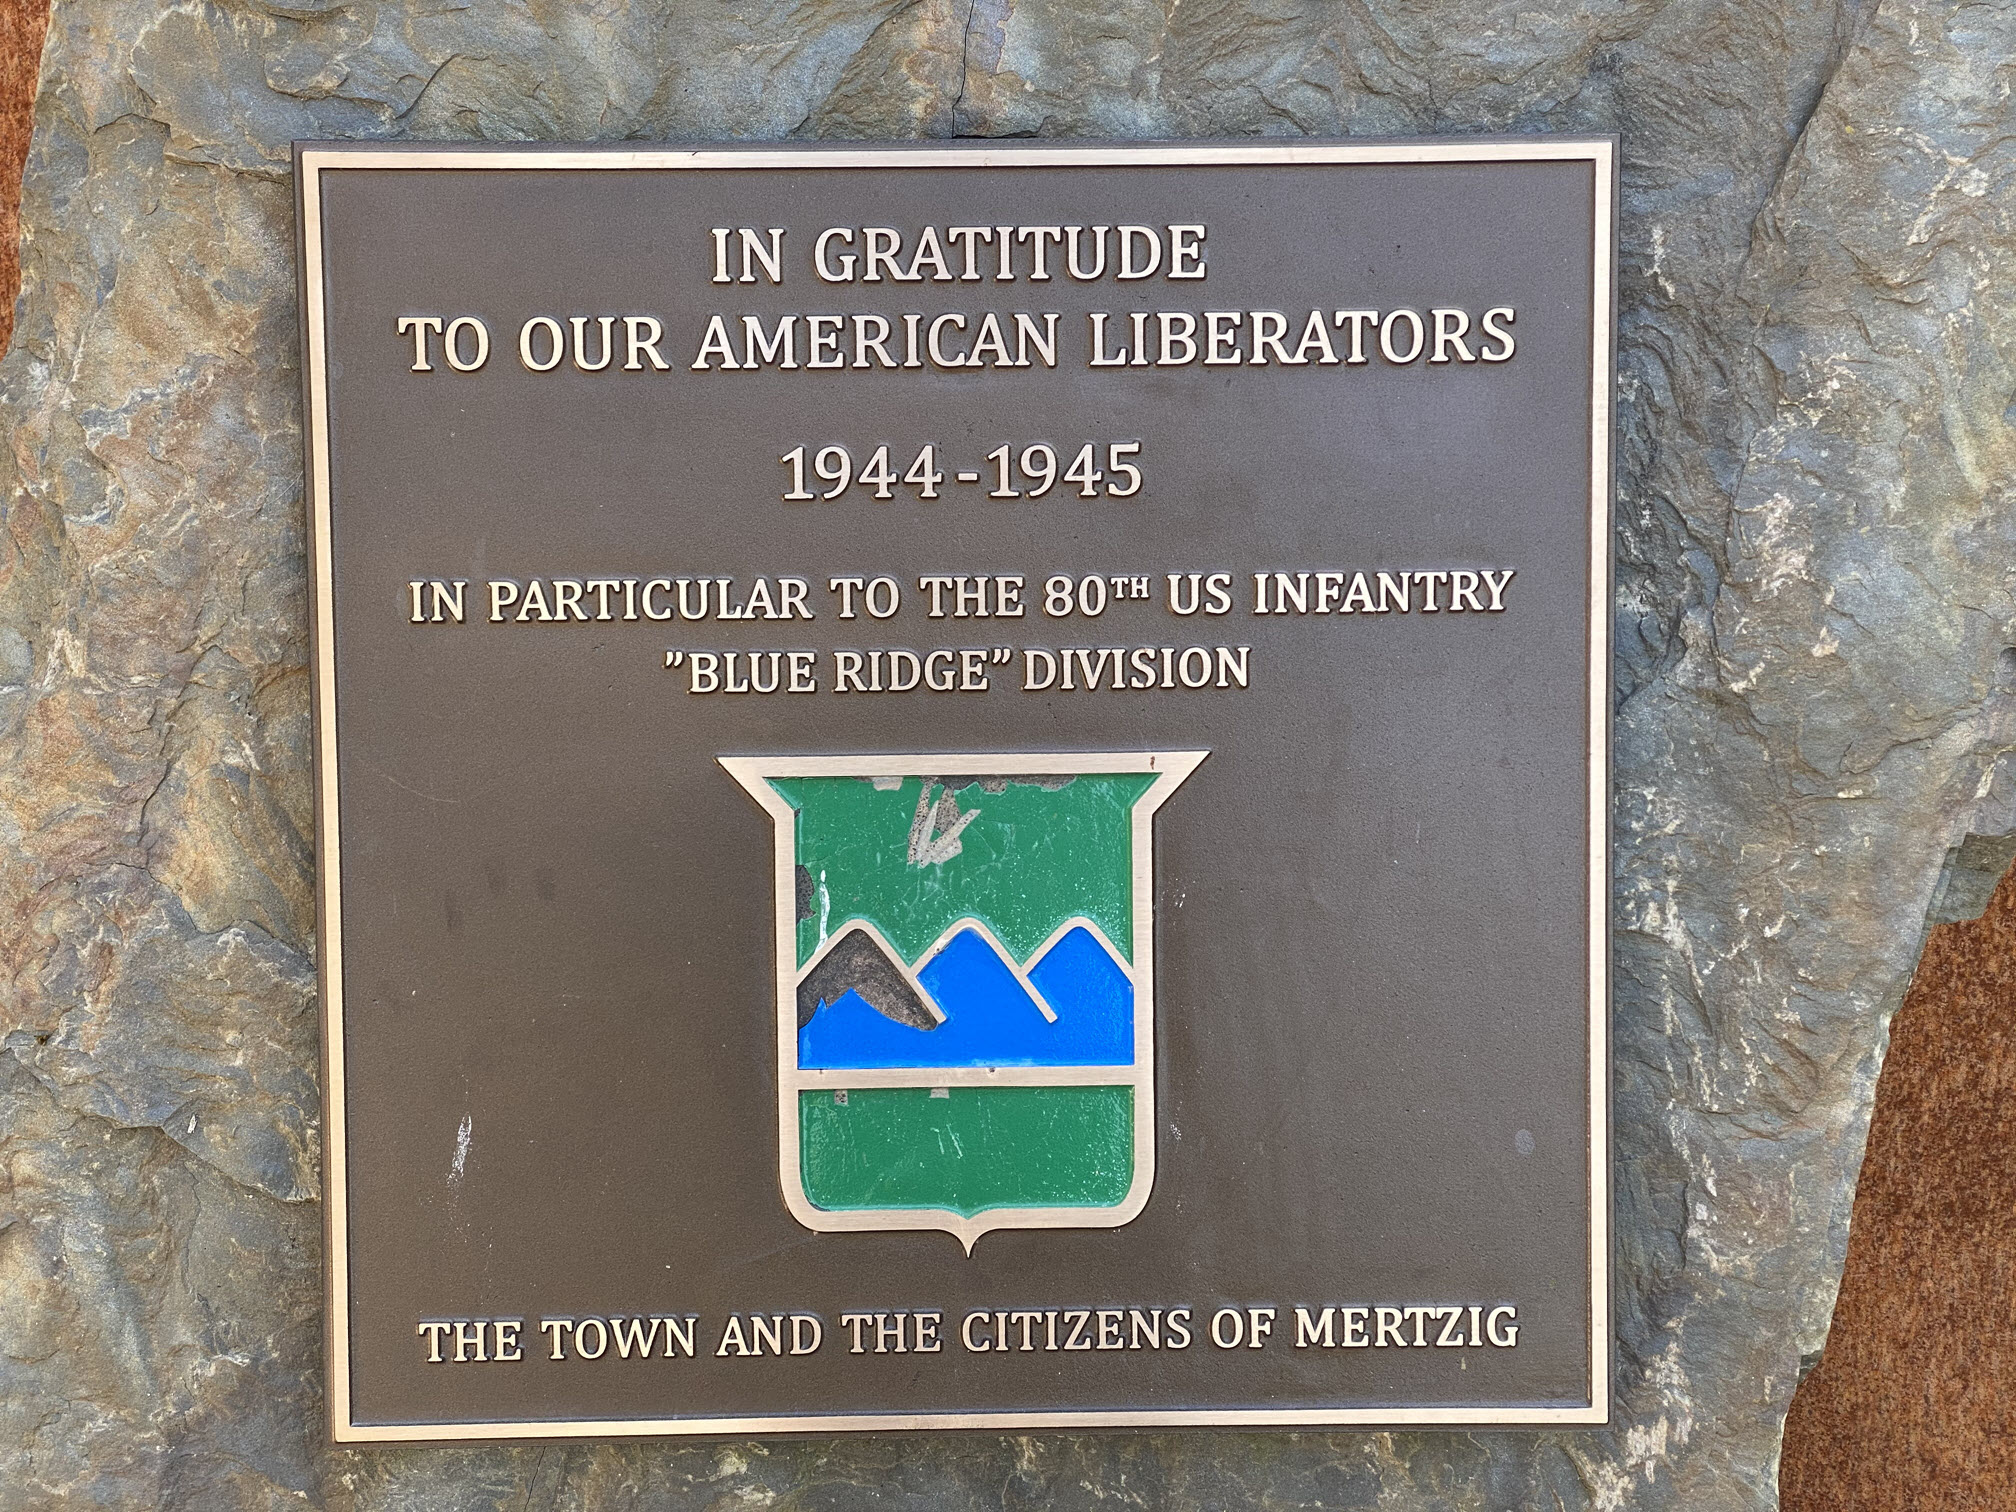 IN GRATITUDE
TO OUR AMERICAN LIBERATORS
1944-1945
IN PARTICULAR TO THE 80TH US INFANTRY
”BLUE RIDGE” DIVISION
THE TOWN AND THE CITIZENS OF MERTZIG